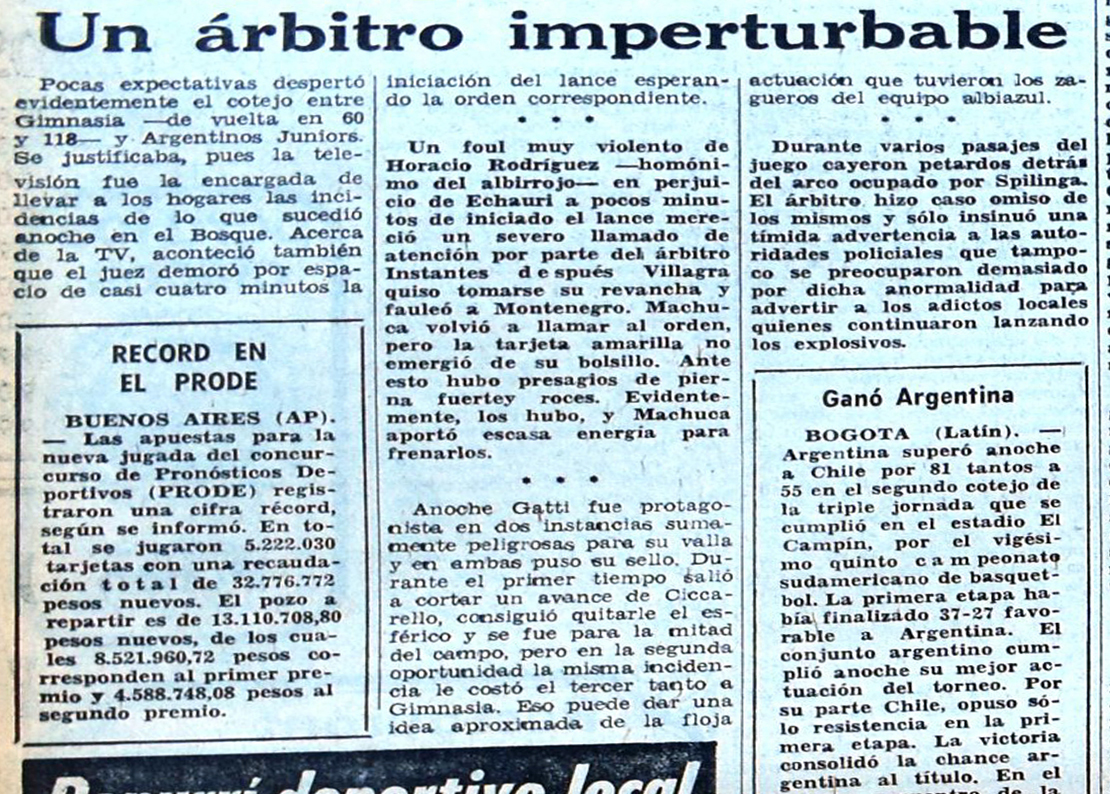 Un árbitro imperturbable
Pocas expectativas despertó
evidentemente el cotejo entre
Gimnasia —de vuelta en 60
y 118— y Argentinos Juniors.
Se justificaba, pues la tele-
visión fue la encargada de
llevar a los hogares las inci-
dencias de lo que sucedió
anoche en el Bosque. Acerca
de la TV, aconteció también
que el juez demoró por espa-
cio de casi cuatro minutos la
iniciación del lance esperan-
do la orden correspondiente.
• • •
Un foul muy violento de
Horacio Rodríguez —homóni-
mo del albirrojo— en perjui-
cio de Echauri a pocos minu-
tos de iniciado el lance mere-
ció un severo llamado de
atención por parte del árbitro
Instantes después Villagra
quiso tomarse su revancha y
fauleó a Montenegro. Machu-
ca volvió a llamar al orden,
pero la tarjeta amarilla no
emergió de su bolsillo. Ante
esto hubo presagios de pier-
na fuertey roces. Evidente-
mente, los hubo, y Machuca
aportó escasa energía para
frenarlos.
• • •
Anoche Gatti fue protago-
nista en dos instancias suma-
mente peligrosas para su valla
y en ambas puso su sello. Du-
rante el primer tiempo salió
a cortar un avance de Cicca-
rello, consiguió quitarle el es-
férico y se fue para la mitad
del campo, pero en la segunda
oportunidad la misma inciden-
cia le costó el tercer tanto a
Gimnasia. Eso puede dar una
idea aproximada de la floja
actuación que tuvieron los za-
gueros del equipo albiazul.
• • •
Durante varios pasajes del
juego cayeron petardos detrás
del arco ocupado por Spilinga.
El árbitro hizo caso omiso de
los mismos y sólo insinuó una
tímida advertencia a las auto-
ridades policiales que tampo-
co se preocuparon demasiado
por dicha anormalidad para
advertir a los adictos locales
quienes continuaron lanzando
los explosivos.
RECORD EN
EL PRODE
BUENOS AIRES (AP).
— Las apuestas para la
nueva jugada del concur-
curso de Pronósticos De-
portivos (PRODE) regis-
traron una cifra récord,
según se informó. En to-
tal se jugaron 5.222.030
tarjetas con una recauda-
ción total de 32.776.772
pesos nuevos. El pozo a
repartir es de 13.110.708,80
pesos nuevos, de los cua-
les 8.521.960,72 pesos co-
rresponden al primer pre-
mio y 4.588.748,08 pesos al
segundo premio.
Ganó Argentina
BOGOTA (Latín). —
Argentina superó anoche
a Chile por 81 tantos a
55 en el segundo cotejo de
la triple jornada que se
cumplió en el estadio El
Campín, por el vigési-
mo quinto campeonato
sudamericano de basquet-
bol. La primera etapa ha-
bía finalizado 37-27 favo-
rable a Argentina. El
conjunto argentino cum-
plió anoche su mejor ac-
tuación del torneo. Por
su parte Chile, opuso só-
lo resistencia en la pri-
mera etapa. La victoria
consolidó la chance ar-
gentina al título. En el
de la
deportivo local